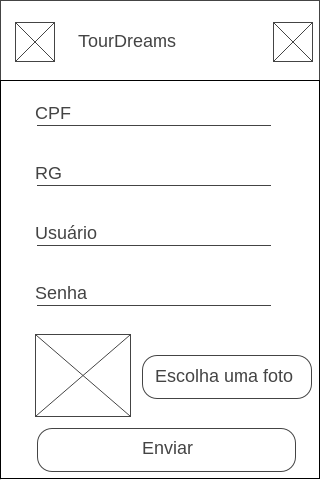 TourDreams
CPF
RG
Usuário
Senha
Escolha uma foto
Enviar